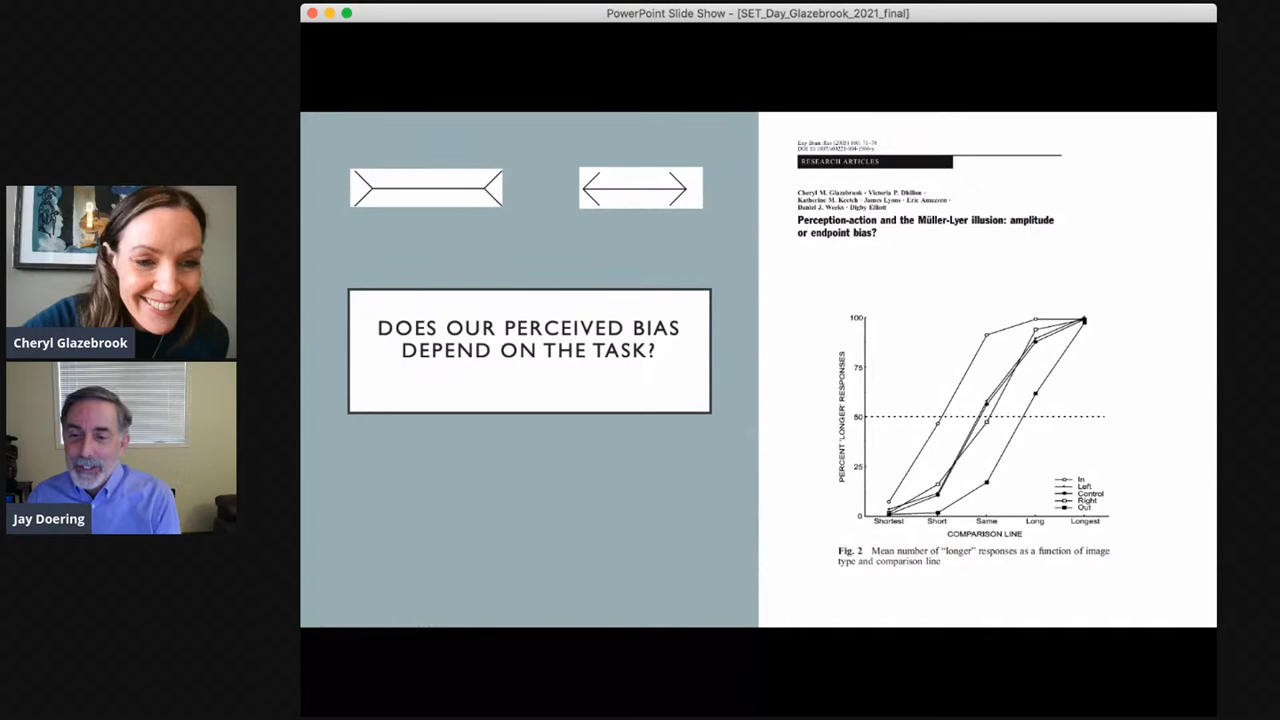 PowerPoint Slide Show - [SET_Day_Glazebrook_2021_final]
Cheryl Glazebrook
Jay Doering
DOES OUR PERCEIVED BIAS
DEPEND ON THE TASK?
RESEARCH ARTICLES
Cheryl M. Glazebrook · Victoria P. Dhillon ·
Katherine M. Keetch · James Lyons · Eric Amazeen ·
Daniel J. Weeks · Digby Elliott
Perception-action and the Müller-Lyer illusion: amplitude
or endpoint bias?
PERCENT 'LONGER' RESPONSES
100
75
50
25
0
In
Left
Control
Right
Out
Shortest Short Same Long Longest
COMPARISON LINE
Fig. 2 Mean number of “longer” responses as a function of image
type and comparison line